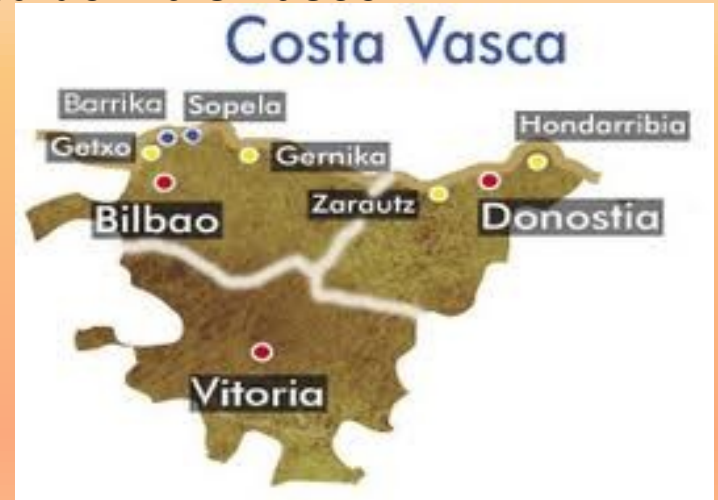 Costa Vasca
Barrika Sopela
Hondarribia
Getxo
Gernika
Zarautz
Bilbao
Donostia
Vitoria